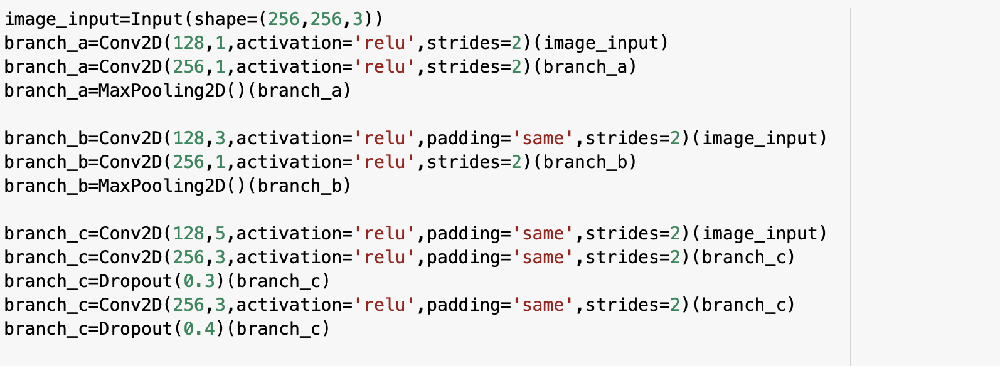 image_input=Input(shape=(256,256,3))
branch_a=Conv2D(128,1,activation='relu',strides=2)(image_input)
branch_a=Conv2D(256,1,activation='relu',strides=2)(branch_a)
branch_a=MaxPooling2D()(branch_a)
branch_b=Conv2D(128,3,activation='relu',padding='same',strides=2)(image_input)
branch_b=Conv2D(256,1,activation='relu',strides=2)(branch_b)
branch_b=MaxPooling2D()(branch_b)
branch_c=Conv2D(128,5,activation='relu',padding='same',strides=2)(image_input)
branch_c=Conv2D(256,3,activation='relu',padding='same',strides=2)(branch_c)
branch_c=Dropout(0.3)(branch_c)
branch_c=Conv2D(256,3,activation='relu',padding='same',strides=2)(branch_c)
branch_c=Dropout(0.4)(branch_c)